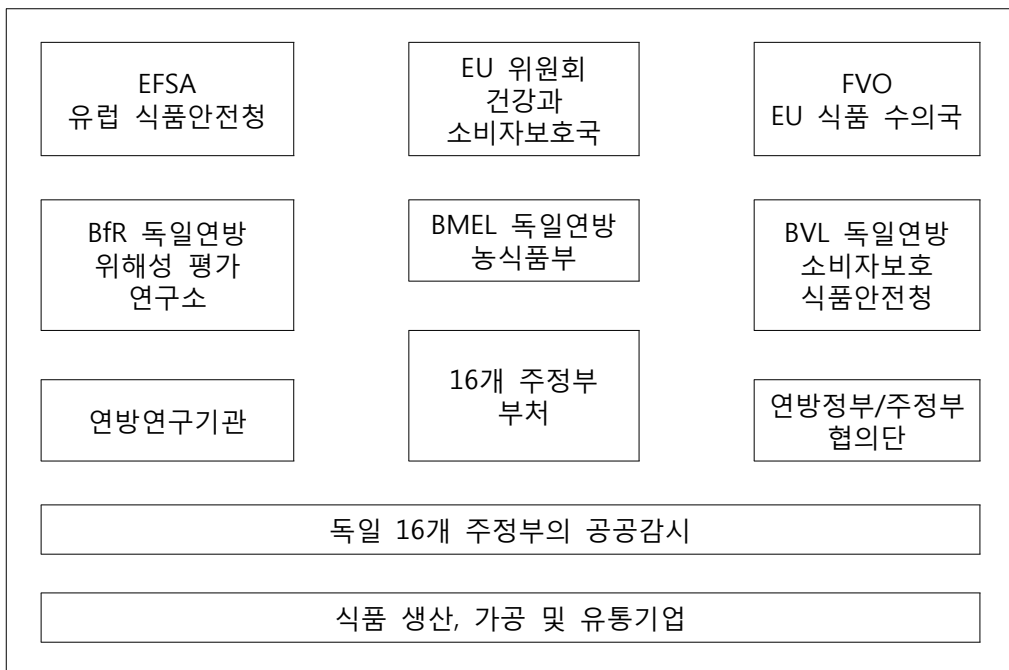 EFSA
유럽 식품안전청
EU 위원회
건강과
소비자보호국
FVO
EU 식품 수의국
BfR 독일연방
위해성 평가
연구소
BMEL 독일연방
농식품부
BVL 독일연방
소비자보호
식품안전청
연방연구기관
16개 주정부
부처
연방정부/주정부
협의단
독일 16개 주정부의 공공감시
식품 생산, 가공 및 유통기업